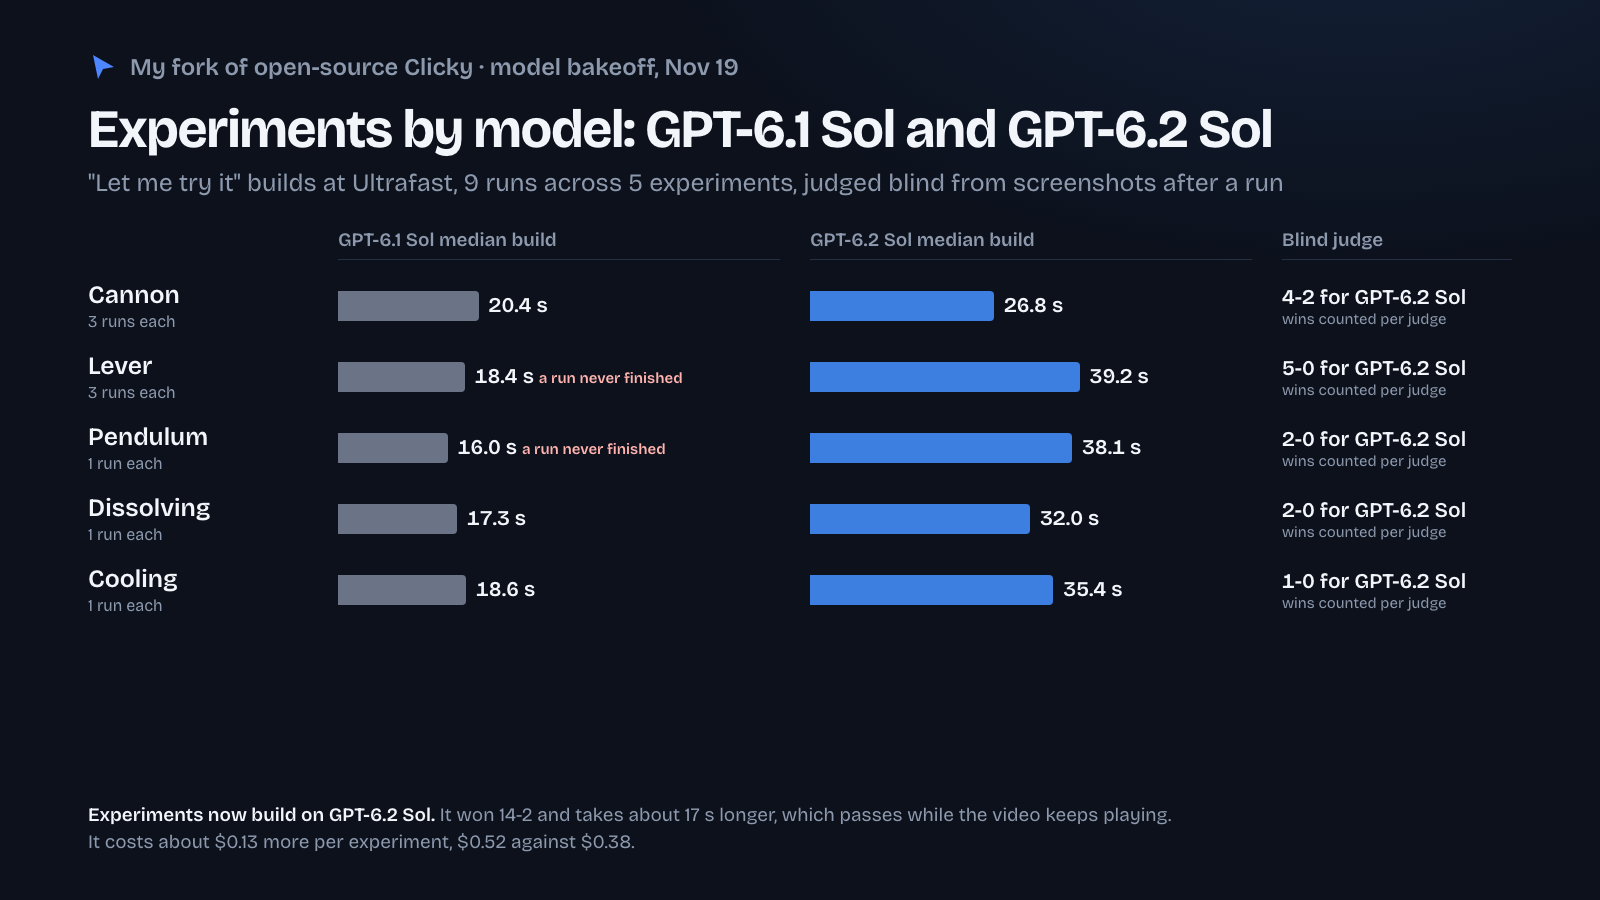 My fork of open-source Clicky · model bakeoff, Nov 19
Experiments by model: GPT-6.1 Sol and GPT-6.2 Sol
"Let me try it" builds at Ultrafast, 9 runs across 5 experiments, judged blind from screenshots after a run
GPT-6.1 Sol median build GPT-6.2 Sol median build Blind judge
Cannon 20.4 s 26.8 s 4-2 for GPT-6.2 Sol
3 runs each wins counted per judge
Lever 18.4 s a run never finished 39.2 s 5-0 for GPT-6.2 Sol
3 runs each wins counted per judge
Pendulum 16.0 s a run never finished 38.1 s 2-0 for GPT-6.2 Sol
1 run each wins counted per judge
Dissolving 17.3 s 32.0 s 2-0 for GPT-6.2 Sol
1 run each wins counted per judge
Cooling 18.6 s 35.4 s 1-0 for GPT-6.2 Sol
1 run each wins counted per judge
Experiments now build on GPT-6.2 Sol. It won 14-2 and takes about 17 s longer, which passes while the video keeps playing.
It costs about $0.13 more per experiment, $0.52 against $0.38.